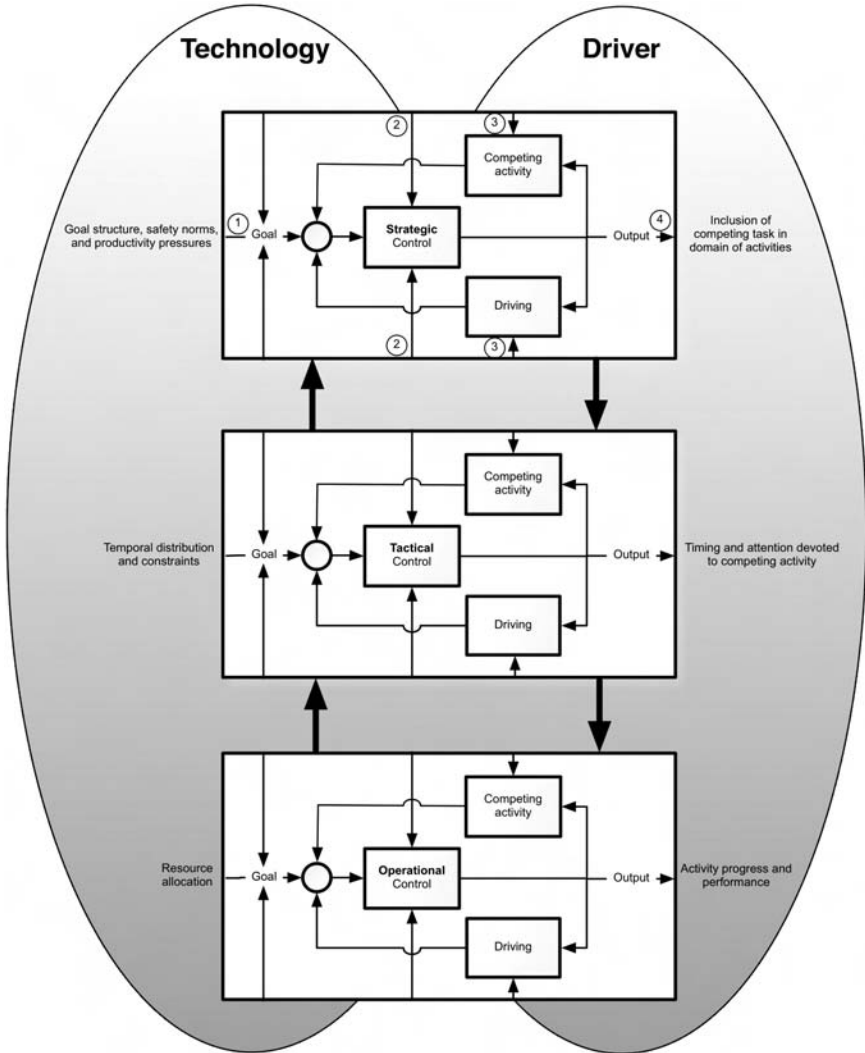 Technology
Driver
2
3
Competing
activity
1
4
Goal structure, safety norms,
and productivity pressures
Goal
Strategic
Control
Output
Inclusion of
competing task in
domain of activities
Driving
2
3
Competing
activity
Temporal distribution
and constraints
Goal
Tactical
Control
Output
Timing and attention devoted
to competing activity
Driving
Competing
activity
Resource
allocation
Goal
Operational
Control
Output
Activity progress and
performance
Driving